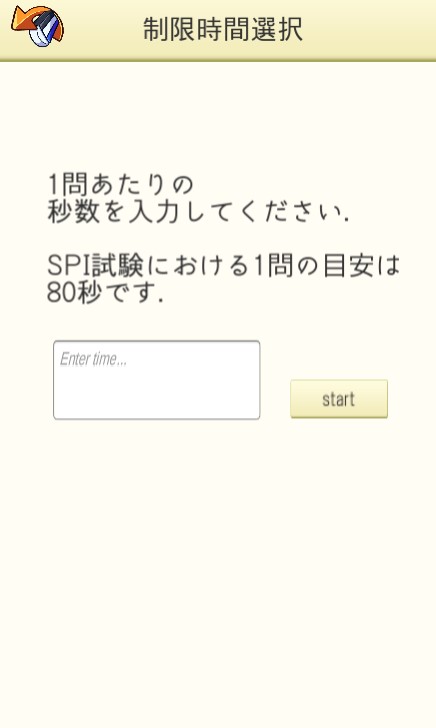 制限時間選択
1問あたりの
秒数を入力してください.
SPI試験における1問の目安は
80秒です.
Enter time...
start